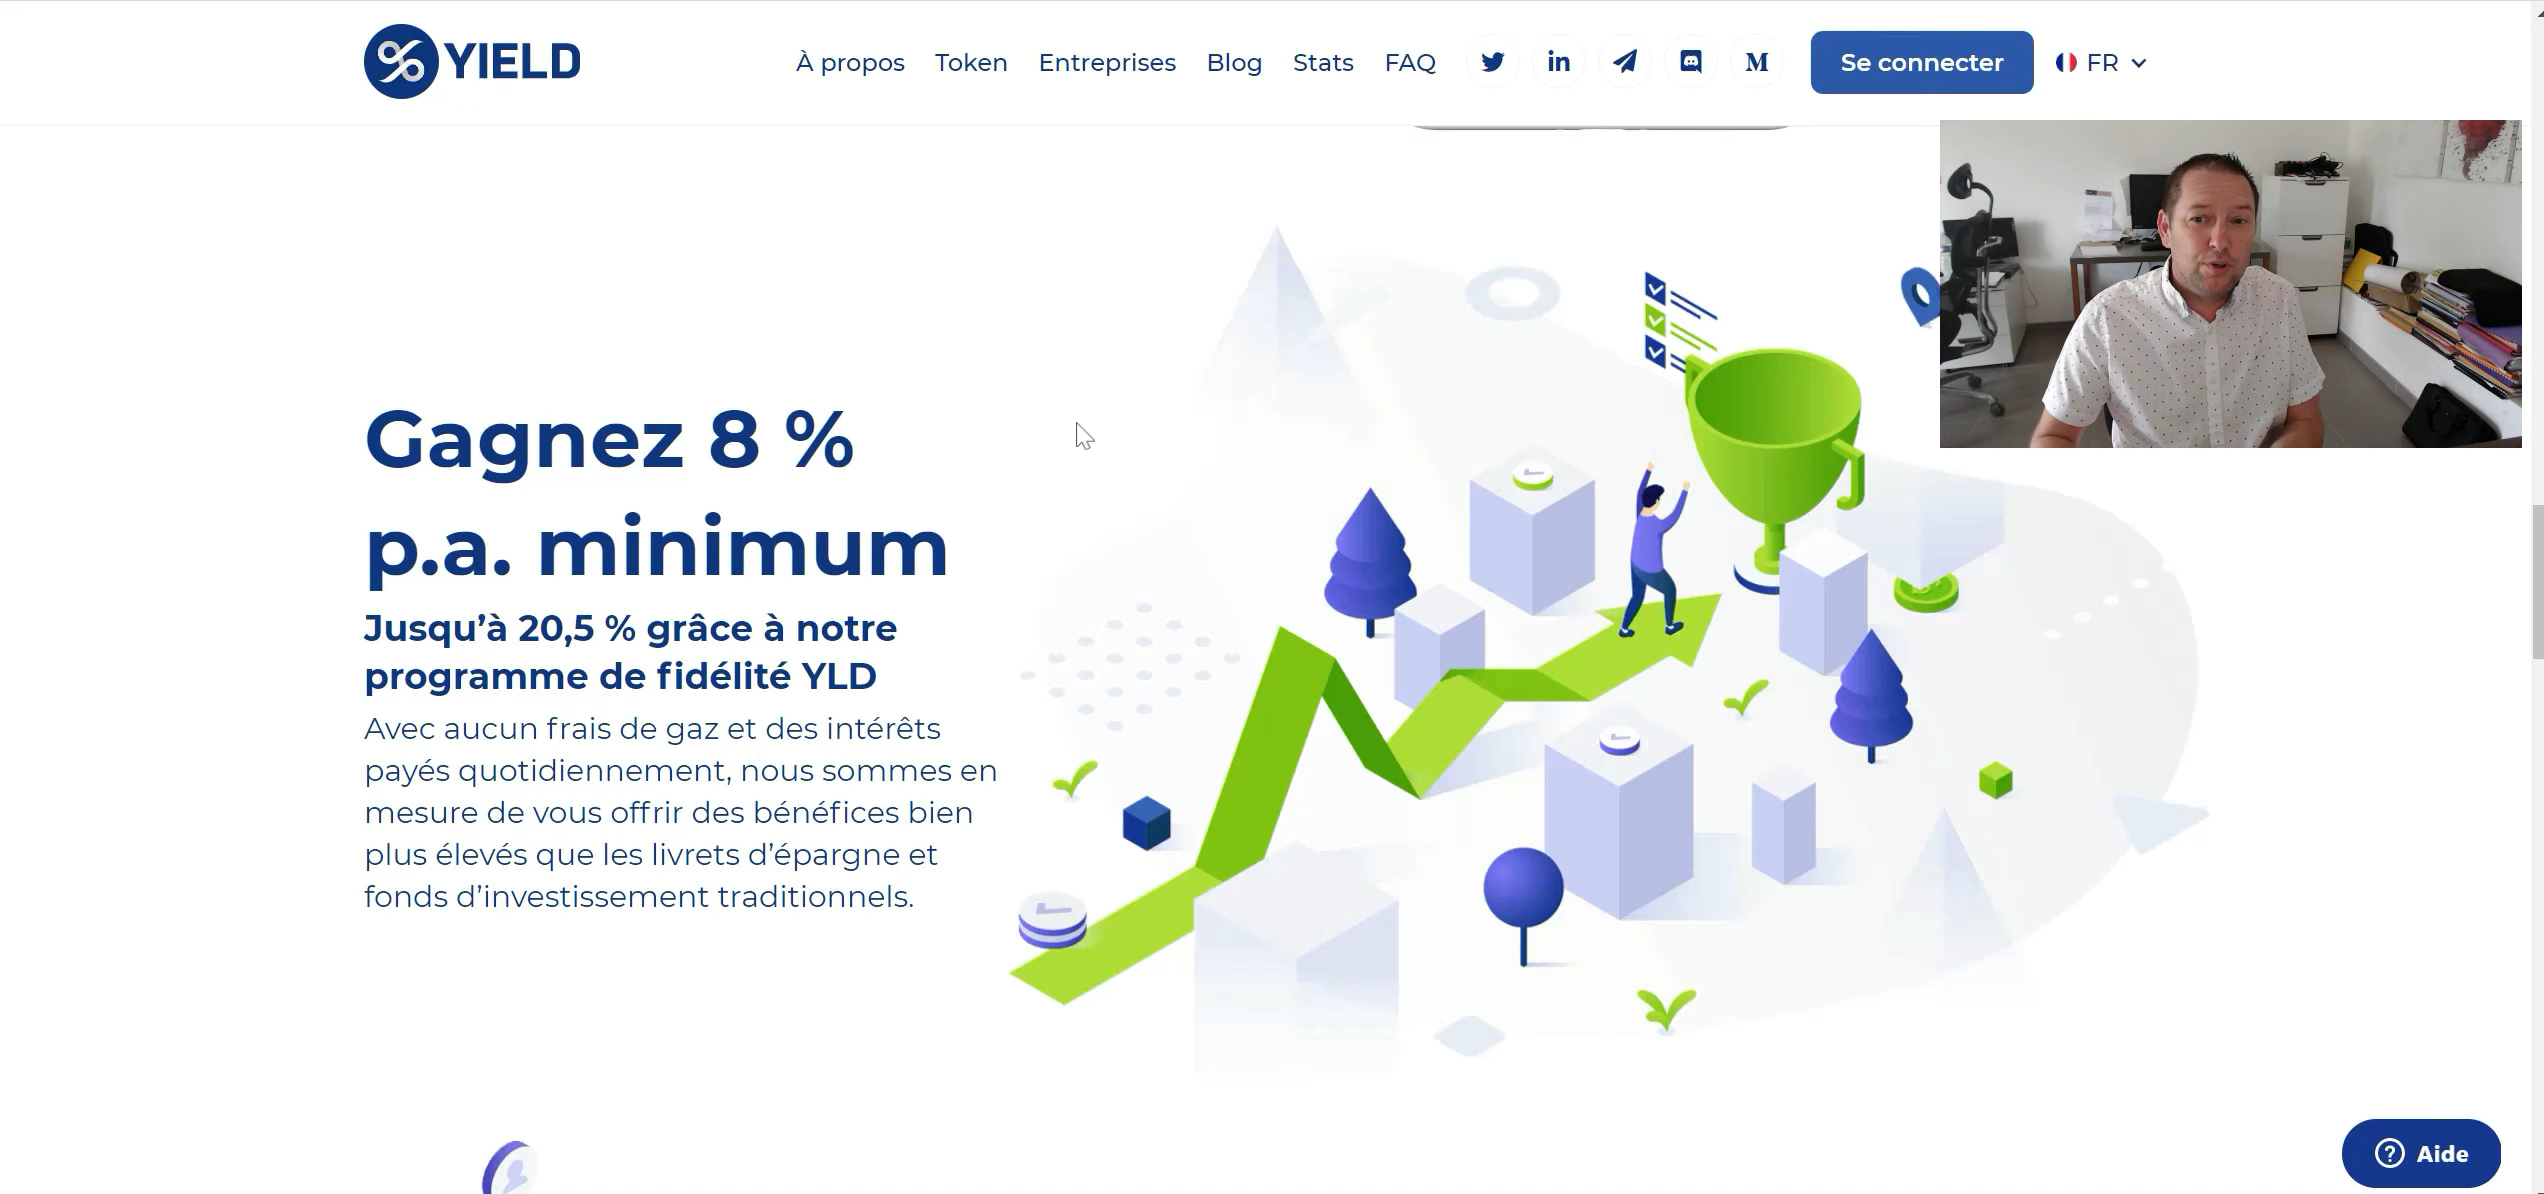 YIELD
À propos Token Entreprises Blog Stats FAQ Se connecter FR
Gagnez 8 %
p.a. minimum
Jusqu’à 20,5 % grâce à notre
programme de fidélité YLD
Avec aucun frais de gaz et des intérêts
payés quotidiennement, nous sommes en
mesure de vous offrir des bénéfices bien
plus élevés que les livrets d’épargne et
fonds d’investissement traditionnels.
Aide